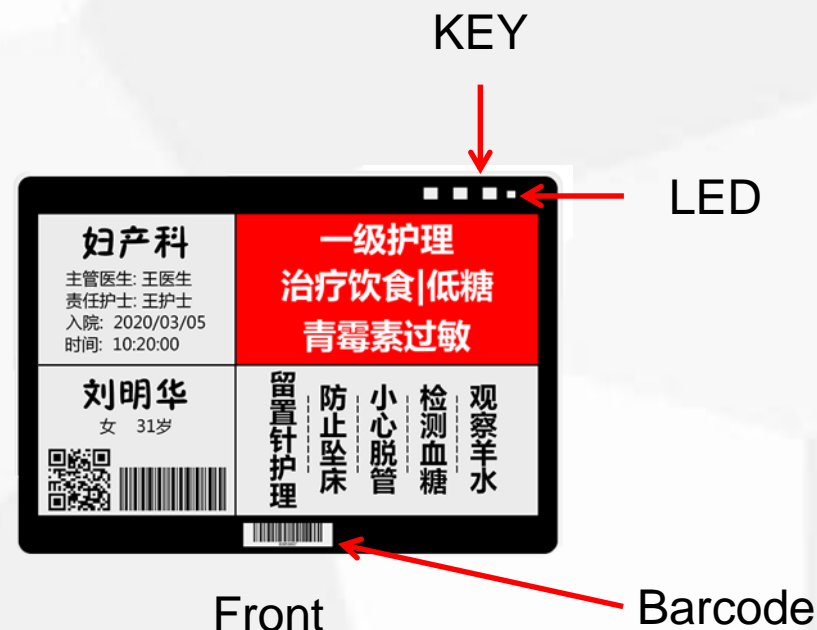 KEY
LED
妇产科
主管医生: 王医生
责任护士: 王护士
入院: 2020/03/05
时间: 10:20:00
一级护理
治疗饮食|低糖
青霉素过敏
刘明华
女 31岁
留置针护理
防止坠床
小心脱管
检测血糖
观察羊水
Front
Barcode